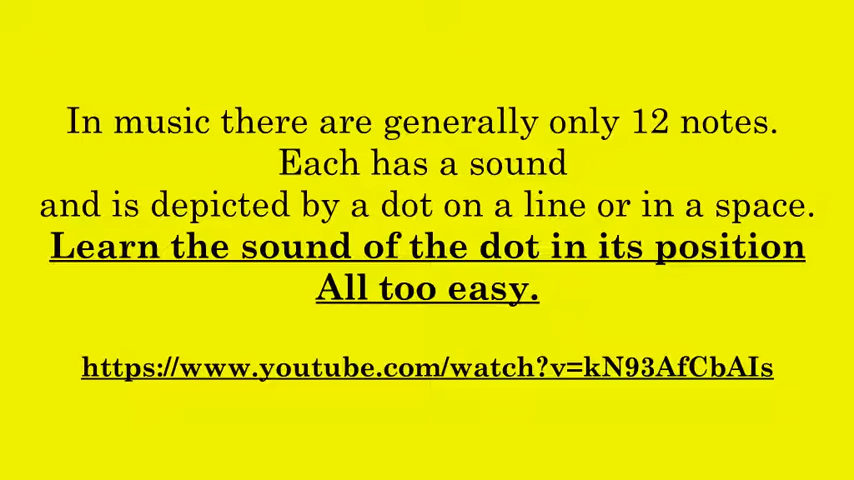 In music there are generally only 12 notes.
Each has a sound
and is depicted by a dot on a line or in a space.
Learn the sound of the dot in its position
All too easy.
https://www.youtube.com/watch?v=kN93AfCbAIs